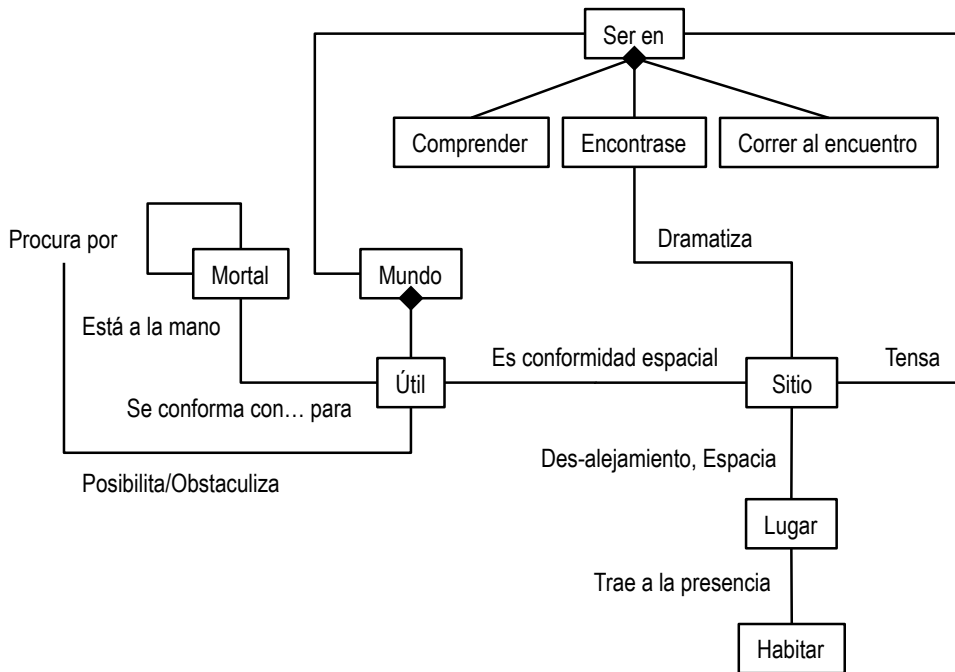 Ser en
Comprender
Encontrase
Correr al encuentro
Procura por
Dramatiza
Mortal
Mundo
Está a la mano
Es conformidad espacial
Tensa
Útil
Sitio
Se conforma con… para
Des-alejamiento, Espacia
Posibilita/Obstaculiza
Lugar
Trae a la presencia
Habitar